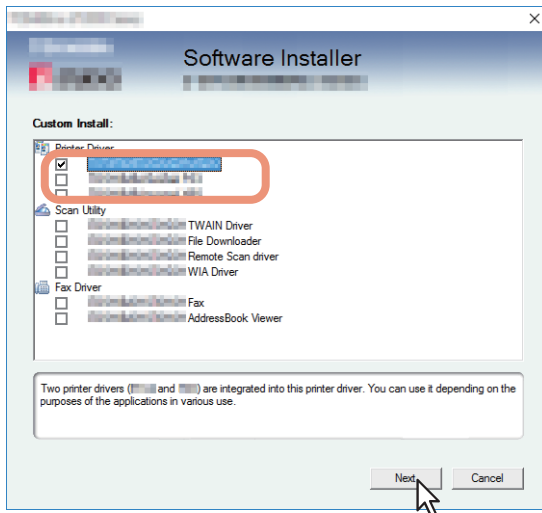 Software Installer
Custom Install:
Printer Driver
Scan Utility
TWAIN Driver
File Downloader
Remote Scan driver
WIA Driver
Fax Driver
Fax
AddressBook Viewer
Two printer drivers ( and ) are integrated into this printer driver. You can use it depending on the
purposes of the applications in various use.
Next
Cancel